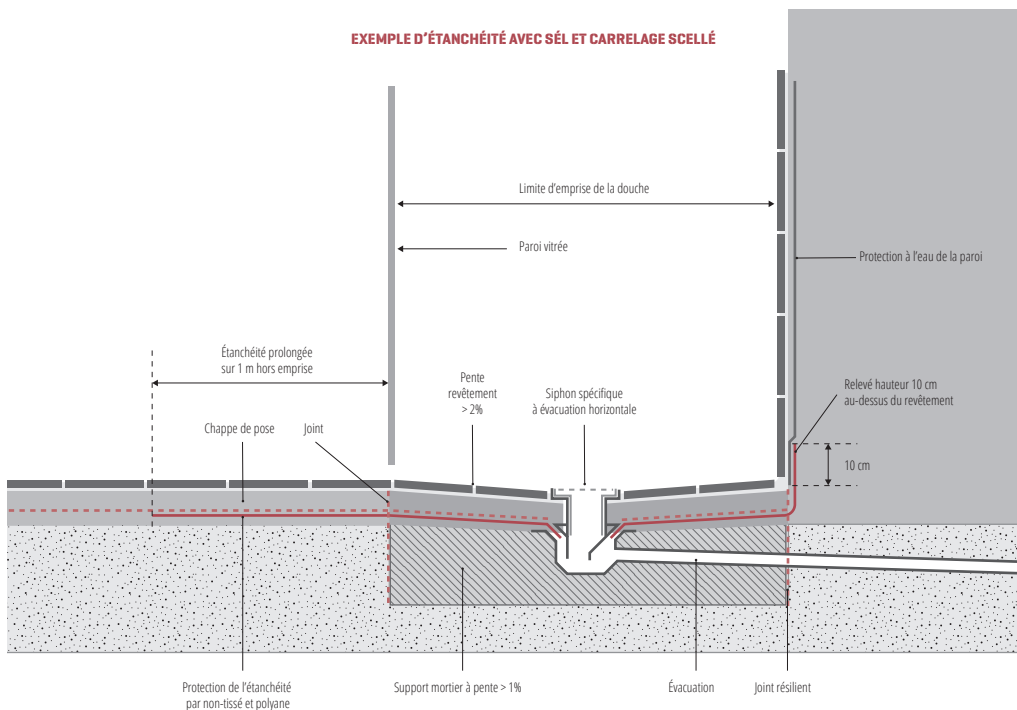 EXEMPLE D'ÉTANCHÉITÉ AVEC SÉL ET CARRELAGE SCELLÉ
Limite d'emprise de la douche
Paroi vitrée
Protection à l'eau de la paroi
Étanchéité prolongée
sur 1 m hors emprise
Pente
revêtement
> 2%
Siphon spécifique
à évacuation horizontale
Relevé hauteur 10 cm
au-dessus du revêtement
Chappe de pose
Joint
10 cm
Protection de l'étanchéité
par non-tissé et polyane
Support mortier à pente > 1%
Évacuation
Joint résilient